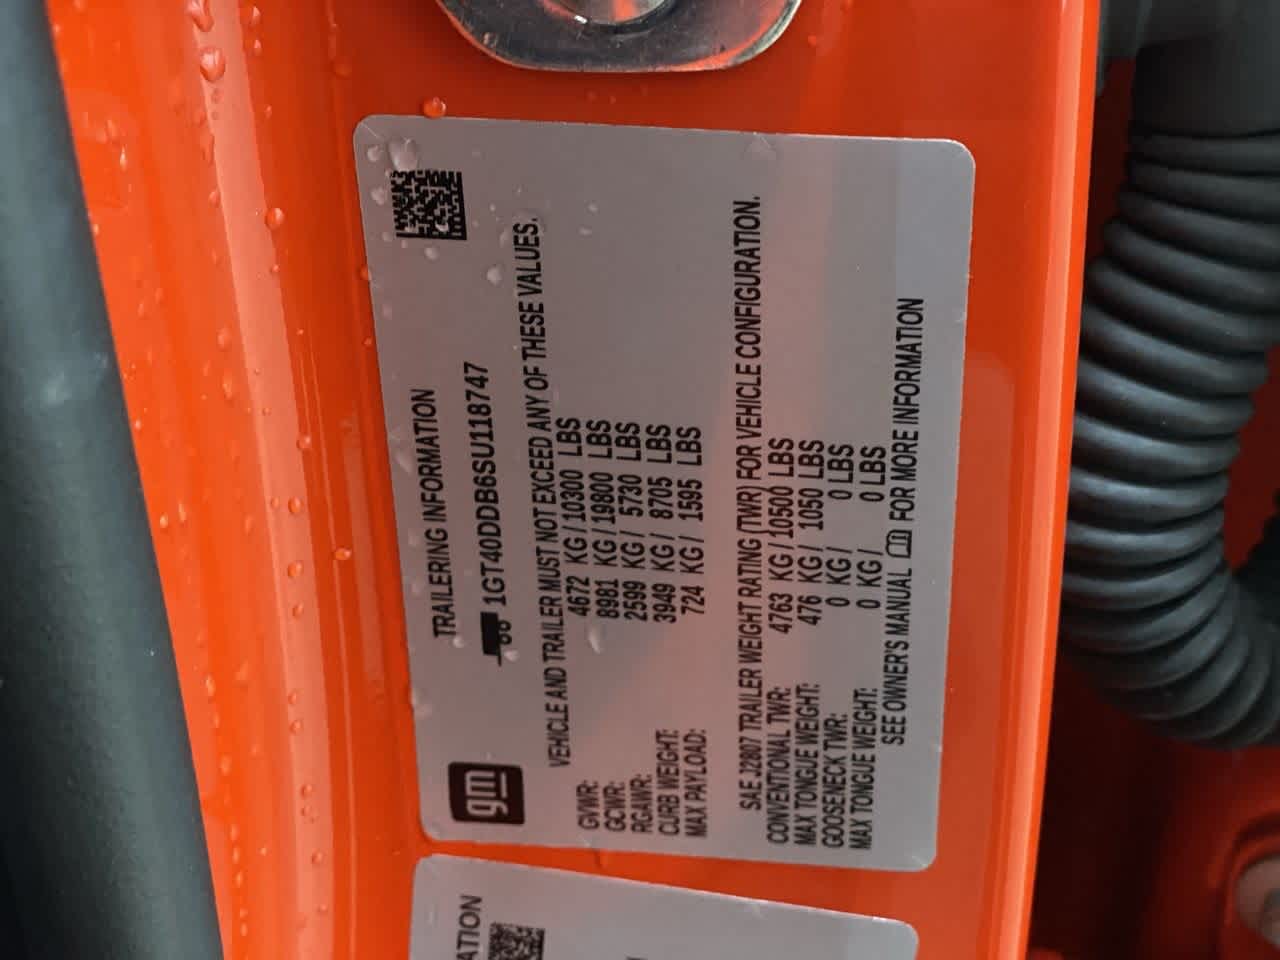 TRAILERING INFORMATION
gm
1GT40DDB6SU118747
VEHICLE AND TRAILER MUST NOT EXCEED ANY OF THESE VALUES.
GVWR: 4672 KG / 10300 LBS
GCWR: 8981 KG / 19800 LBS
RGAWR: 2599 KG / 5730 LBS
CURB WEIGHT: 3949 KG / 8705 LBS
MAX PAYLOAD: 724 KG / 1595 LBS
SAE J2807 TRAILER WEIGHT RATING (TWR) FOR VEHICLE CONFIGURATION.
CONVENTIONAL TWR: 4763 KG / 10500 LBS
MAX TONGUE WEIGHT: 476 KG / 1050 LBS
GOOSENECK TWR: 0 KG / 0 LBS
MAX TONGUE WEIGHT: 0 KG / 0 LBS
SEE OWNER'S MANUAL FOR MORE INFORMATION